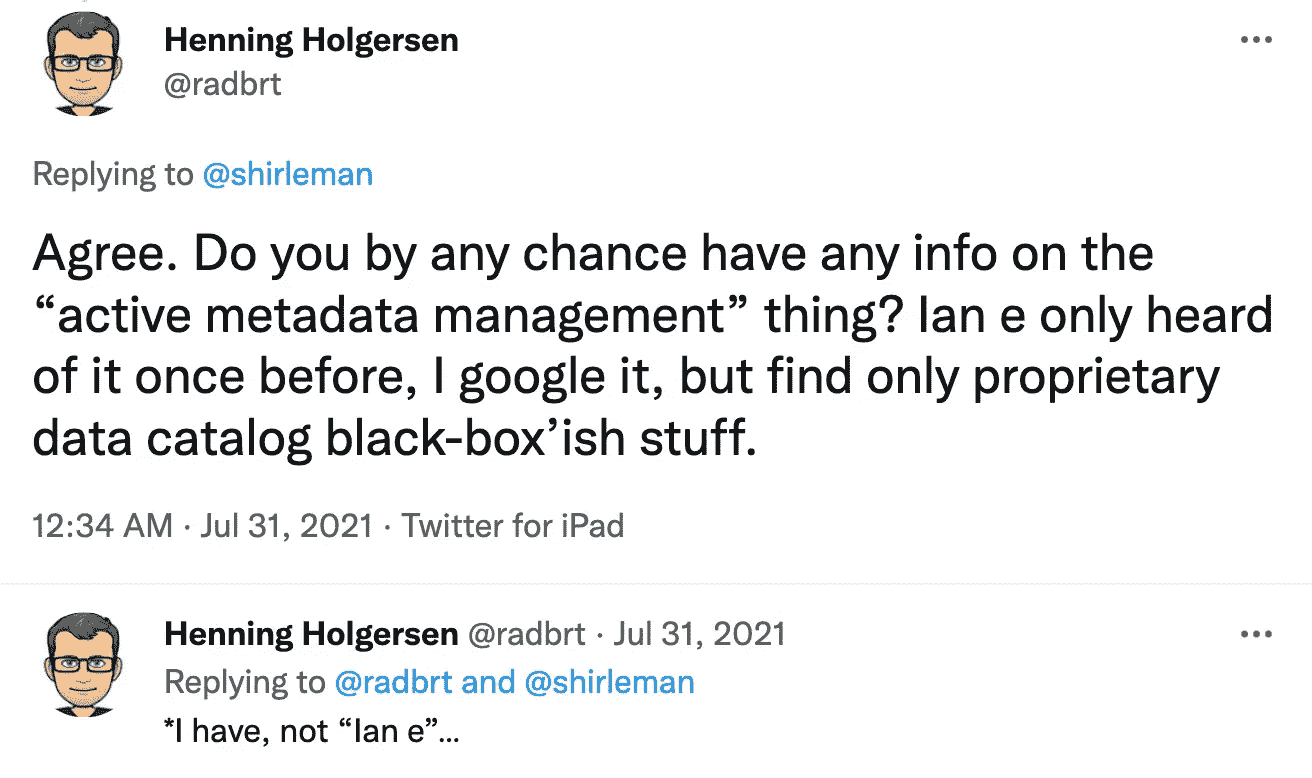 Henning Holgersen
@radbrt
Replying to @shirleman
Agree. Do you by any chance have any info on the
“active metadata management” thing? Ian e only heard
of it once before, I google it, but find only proprietary
data catalog black-box’ish stuff.
12:34 AM · Jul 31, 2021 · Twitter for iPad
Henning Holgersen @radbrt · Jul 31, 2021
Replying to @radbrt and @shirleman
*I have, not “Ian e”...